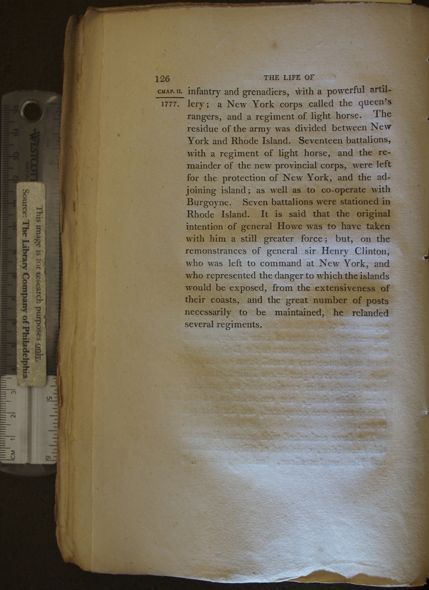 126
THE LIFE OF
CHAP. II.
1777.
infantry and grenadiers, with a powerful artil-
lery; a New York corps called the queen's
rangers, and a regiment of light horse. The
residue of the army was divided between New
York and Rhode Island. Seventeen battalions,
with a regiment of light horse, and the re-
mainder of the new provincial corps, were left
for the protection of New York, and the ad-
joining island; as well as to co-operate with
Burgoyne. Seven battalions were stationed in
Rhode Island. It is said that the original
intention of general Howe was to have taken
with him a still greater force; but, on the
remonstrances of general sir Henry Clinton,
who was left to command at New York, and
who represented the danger to which the islands
would be exposed, from the extensiveness of
their coasts, and the great number of posts
necessarily to be maintained, he relanded
several regiments.
WESTCOTT
This image is for research purposes only.
Source: The Library Company of Philadelphia